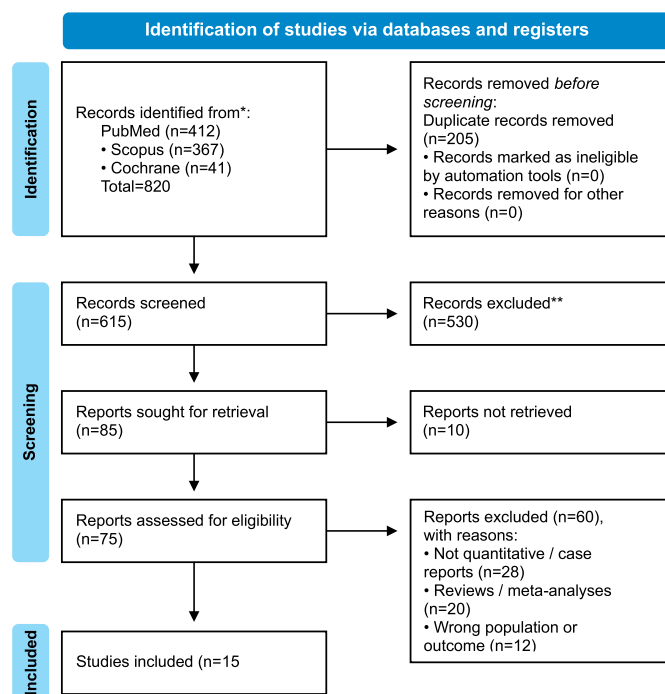 Identification of studies via databases and registers
Identification
Records identified from*:
PubMed (n=412)
• Scopus (n=367)
• Cochrane (n=41)
Total=820
Records removed before
screening:
Duplicate records removed
(n=205)
• Records marked as ineligible
by automation tools (n=0)
• Records removed for other
reasons (n=0)
Screening
Records screened
(n=615)
Records excluded**
(n=530)
Reports sought for retrieval
(n=85)
Reports not retrieved
(n=10)
Reports assessed for eligibility
(n=75)
Reports excluded (n=60),
with reasons:
• Not quantitative / case
reports (n=28)
• Reviews / meta-analyses
(n=20)
• Wrong population or
outcome (n=12)
Included
Studies included (n=15